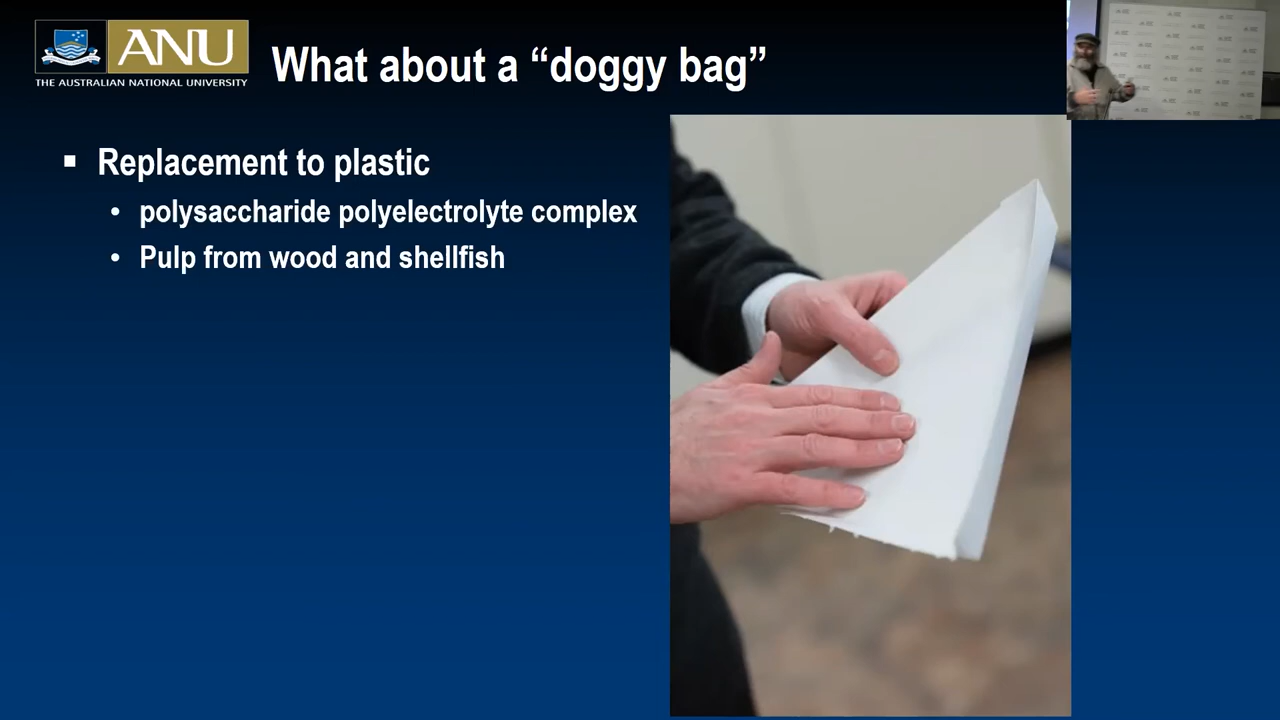 ANU
THE AUSTRALIAN NATIONAL UNIVERSITY
What about a “doggy bag”
Replacement to plastic
polysaccharide polyelectrolyte complex
Pulp from wood and shellfish